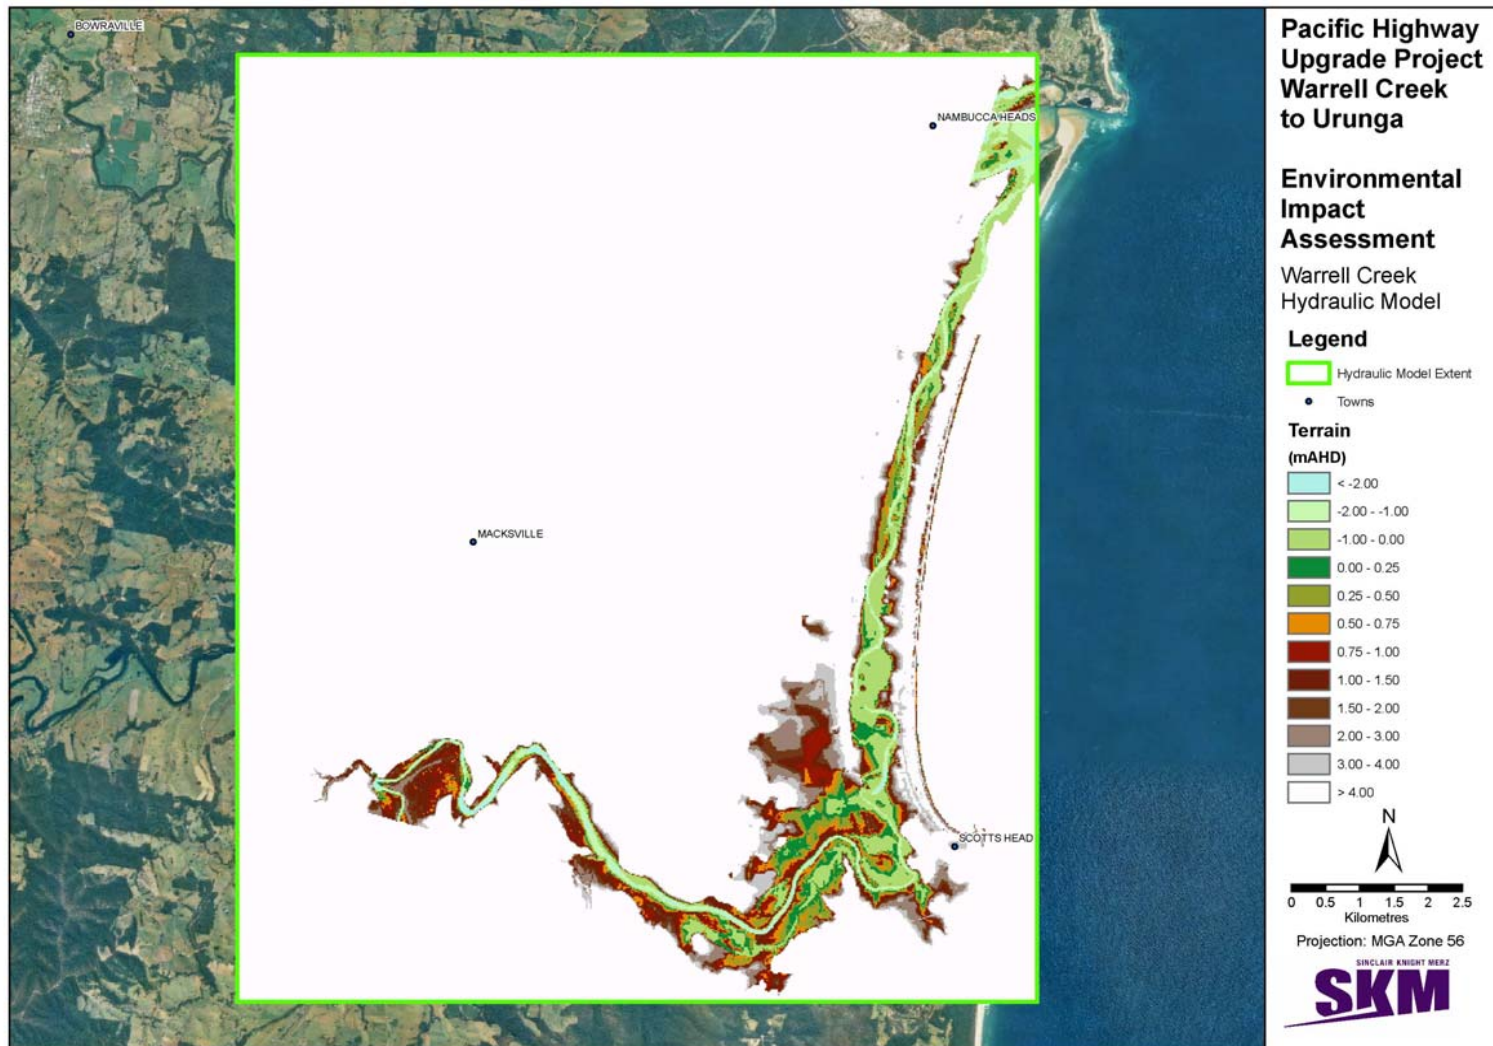 BOWRAVILLE
NAMBUCCA HEADS
MACKSVILLE
SCOTTS HEAD
Pacific Highway
Upgrade Project
Warrell Creek
to Urunga
Environmental
Impact
Assessment
Warrell Creek
Hydraulic Model
Legend
Hydraulic Model Extent
Towns
Terrain
(mAHD)
< -2.00
-2.00 - -1.00
-1.00 - 0.00
0.00 - 0.25
0.25 - 0.50
0.50 - 0.75
0.75 - 1.00
1.00 - 1.50
1.50 - 2.00
2.00 - 3.00
3.00 - 4.00
> 4.00
N
0 0.5 1 1.5 2 2.5
Kilometres
Projection: MGA Zone 56
SINCLAIR KNIGHT MERZ
SKM